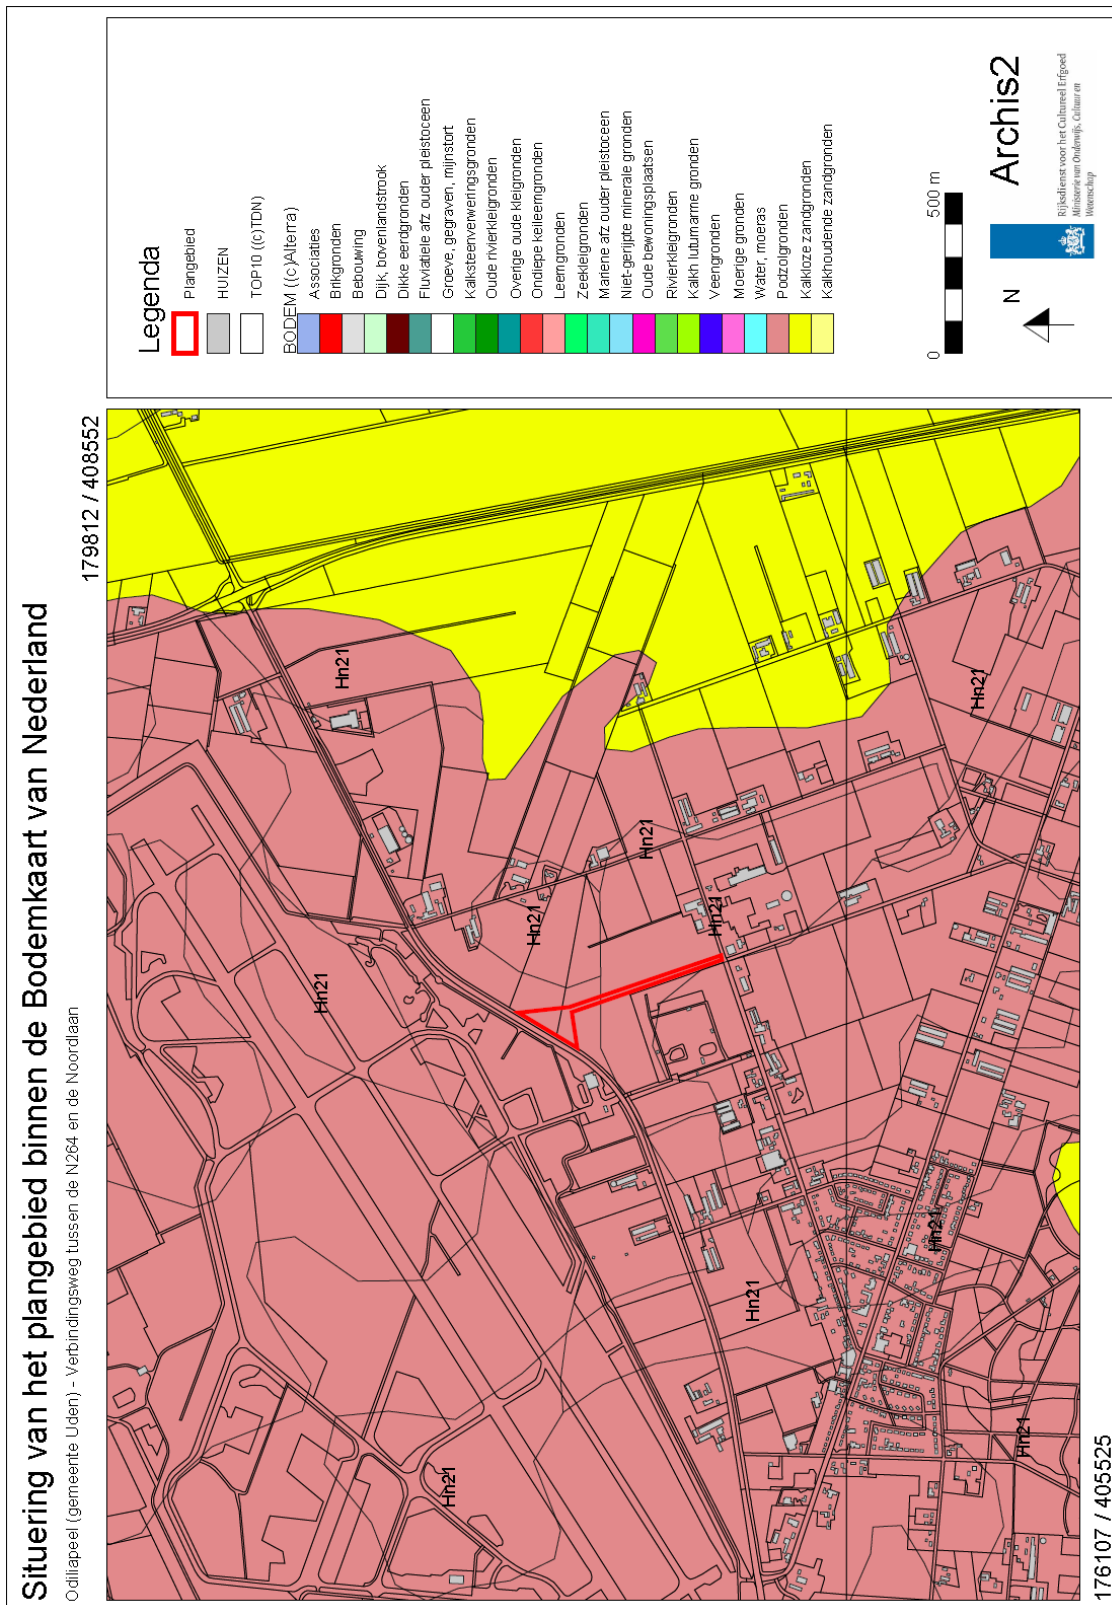 Situering van het plangebied binnen de Bodemkaart van Nederland
Odiliapeel (gemeente Uden) - Verbindingsweg tussen de N264 en de Noordlaan
179812 / 408552
Hn21
Hn21
Hn21
Hn21
Hn21
Hn21
Hn21
Hn21
Hn21
Hn21
Hn21
176107 / 405525
Legenda
Plangebied
HUIZEN
TOP10 ((c)TDN)
BODEM ((c)Alterra)
Associaties
Brikgronden
Bebouwing
Dijk, bovenlandstrook
Dikke eerdgronden
Fluviatiele afz ouder pleistoceen
Groeve, gegraven, mijnstort
Kalksteenverweringsgronden
Oude rivierkleigronden
Overige oude kleigronden
Ondiepe keileemgronden
Leemgronden
Zeekleigronden
Mariene afz ouder pleistoceen
Niet-gerijpte minerale gronden
Oude bewoningsplaatsen
Rivierkleigronden
Kalkh lutumarme gronden
Veengronden
Moerige gronden
Water, moeras
Podzolgronden
Kalkloze zandgronden
Kalkhoudende zandgronden
0 500 m
N
Archis2
Rijksdienst voor het Cultureel Erfgoed
Ministerie van Onderwijs, Cultuur en
Wetenschap